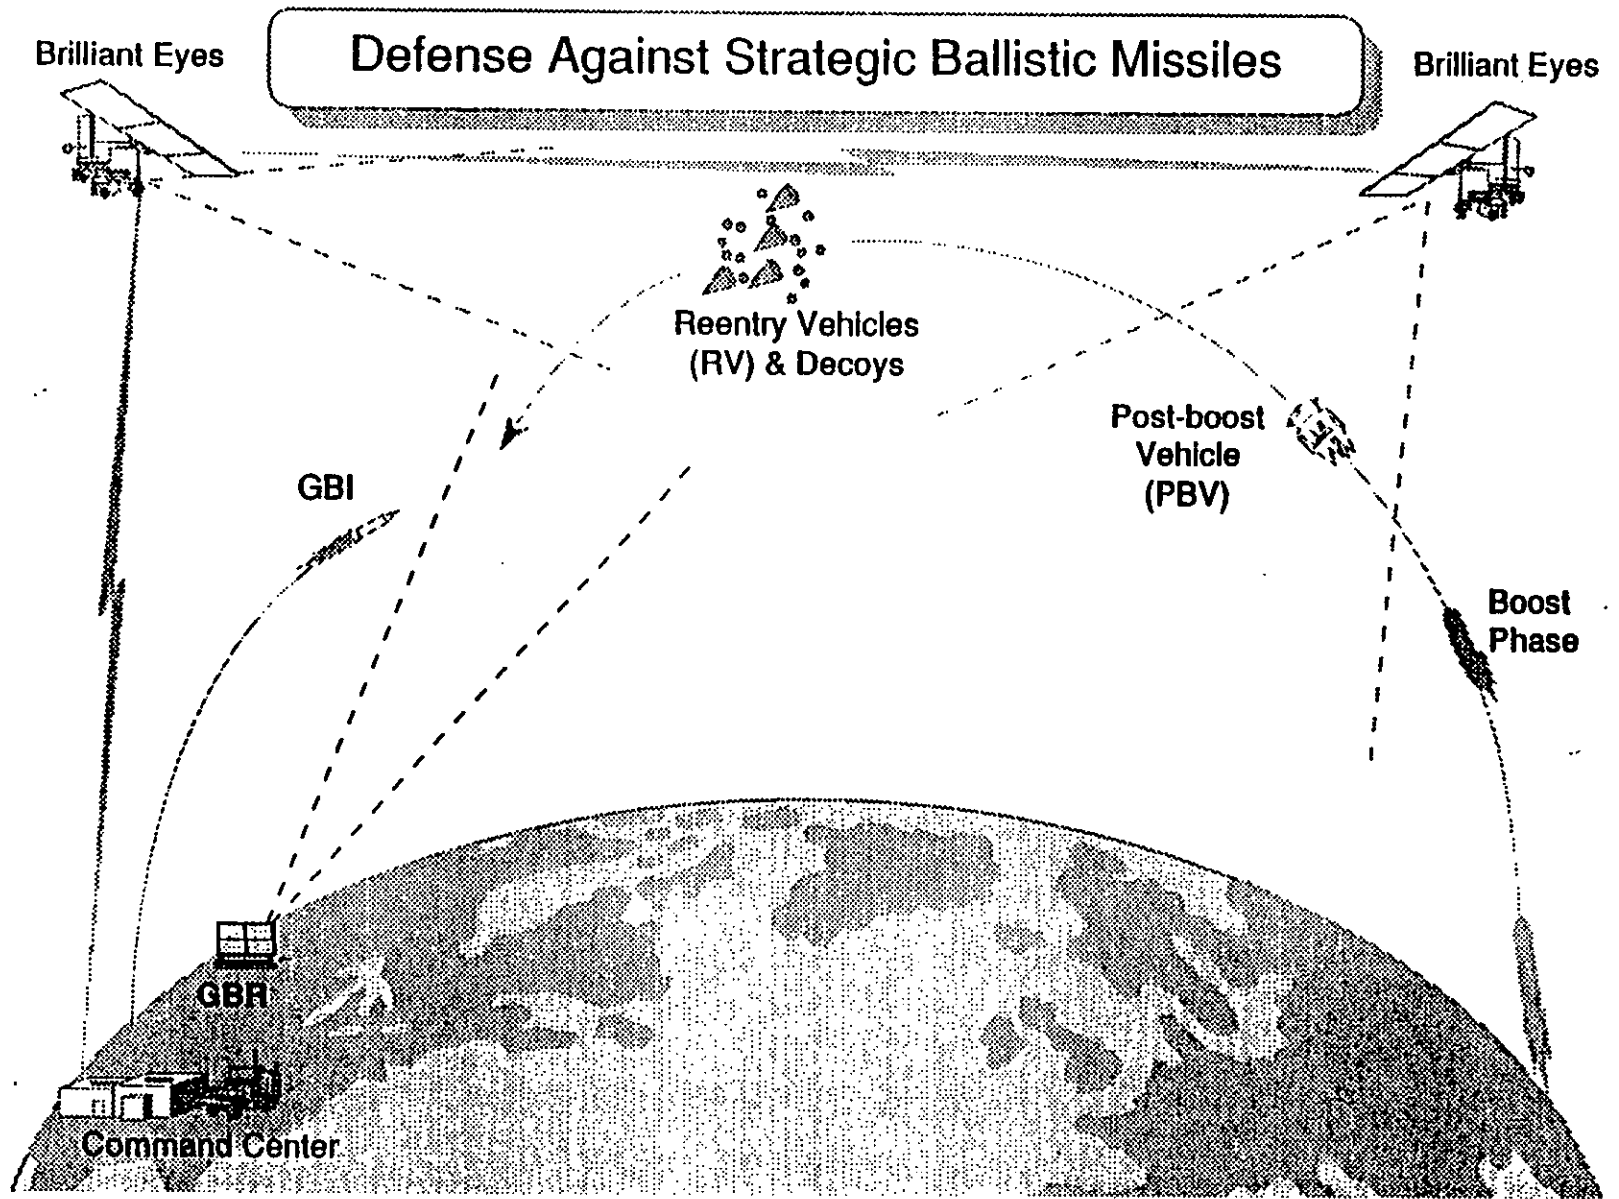 Defense Against Strategic Ballistic Missiles
Brilliant Eyes
Brilliant Eyes
Reentry Vehicles
(RV) & Decoys
Post-boost
Vehicle
(PBV)
GBI
Boost
Phase
GBR
Command Center